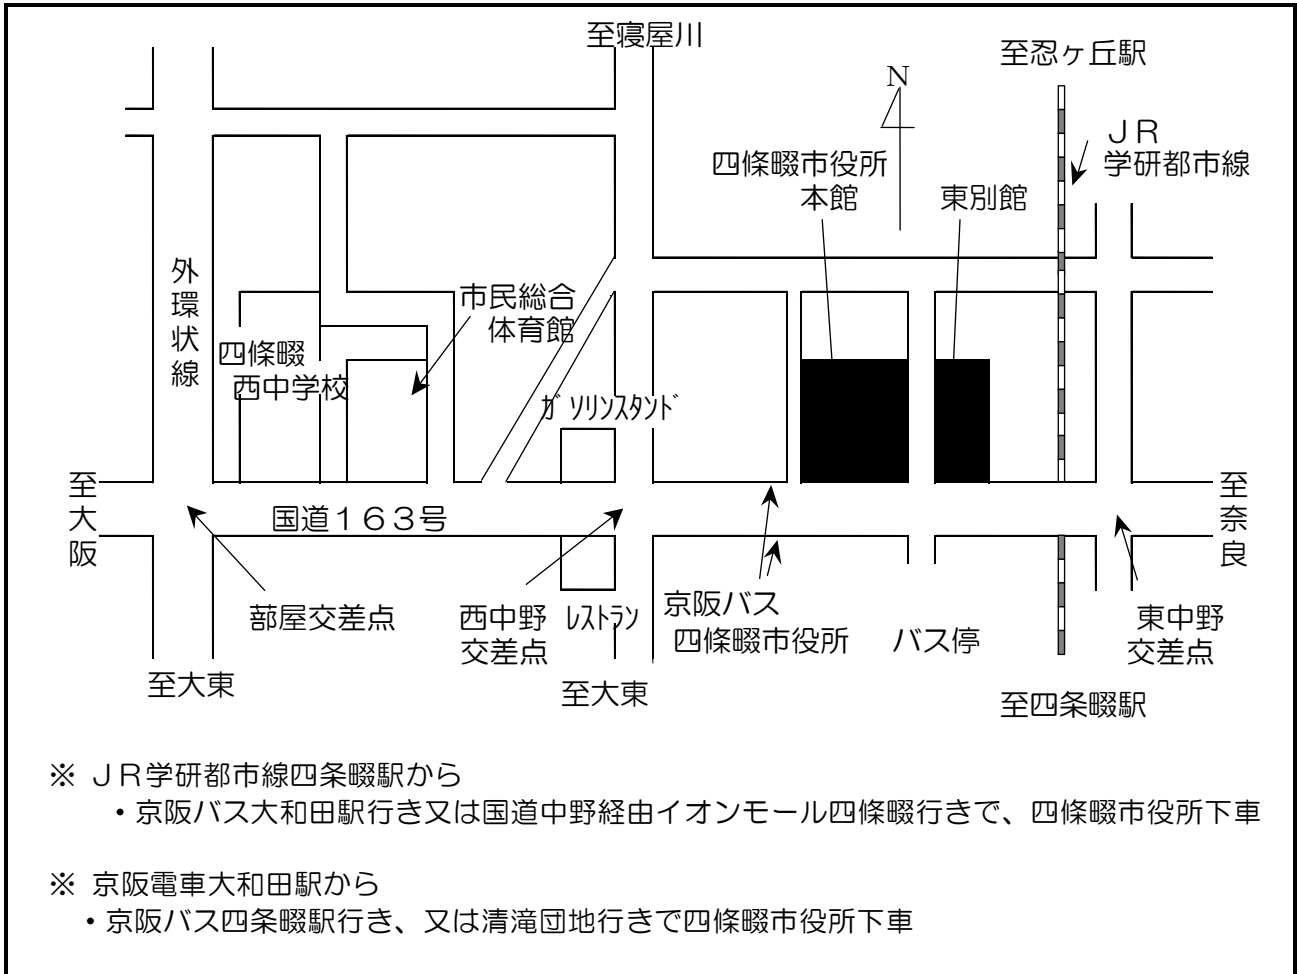 至寝屋川
至忍ヶ丘駅
N
ＪＲ
学研都市線
四條畷市役所
本館
東別館
外環状線
市民総合
体育館
四條畷
西中学校
ｶﾞｿﾘﾝｽﾀﾝﾄﾞ
至大阪
国道１６３号
至奈良
蔀屋交差点
西中野
交差点
ﾚｽﾄﾗﾝ
京阪バス
四條畷市役所　バス停
東中野
交差点
至大東
至大東
至四条畷駅
※ ＪＲ学研都市線四条畷駅から
・京阪バス大和田駅行き又は国道中野経由イオンモール四條畷行きで、四條畷市役所下車
※ 京阪電車大和田駅から
・京阪バス四条畷駅行き、又は清滝団地行きで四條畷市役所下車